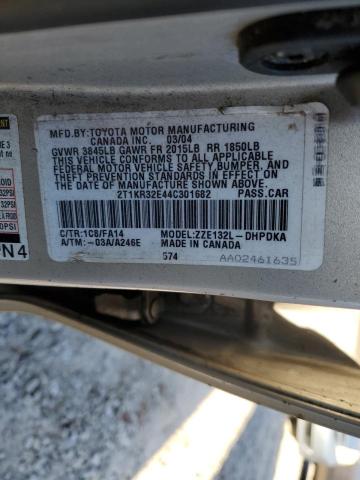 MFD.BY:TOYOTA MOTOR MANUFACTURING
CANADA INC. 03/04
GVWR 3845LB GAWR FR 2015LB RR 1850LB
THIS VEHICLE CONFORMS TO ALL APPLICABLE
FEDERAL MOTOR VEHICLE SAFETY, BUMPER, AND
THEFT PREVENTION STANDARDS IN EFFECT ON
THE DATE OF MANUFACTURE SHOWN ABOVE.
2T1KR32E44C301682 PASS.CAR
C/TR:1C8/FA14 MODEL:ZZE132L-DHPDKA
A/TM:-03A/A246E MADE IN CANADA
574
AA02461635
PN 4